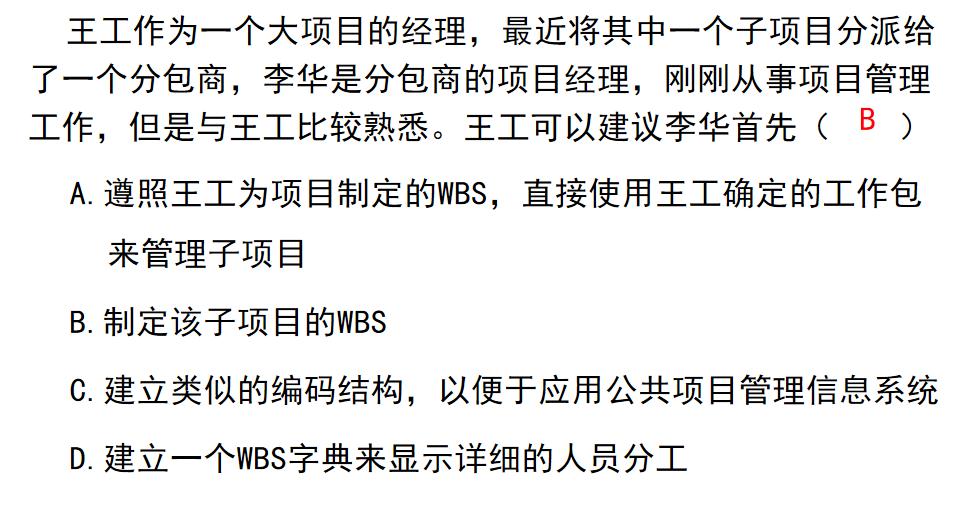 王工作为一个大项目的经理，最近将其中一个子项目分派给
了一个分包商，李华是分包商的项目经理，刚刚从事项目管理
工作，但是与王工比较熟悉。王工可以建议李华首先（ B ）
A. 遵照王工为项目制定的WBS，直接使用王工确定的工作包
来管理子项目
B. 制定该子项目的WBS
C. 建立类似的编码结构，以便于应用公共项目管理信息系统
D. 建立一个WBS字典来显示详细的人员分工